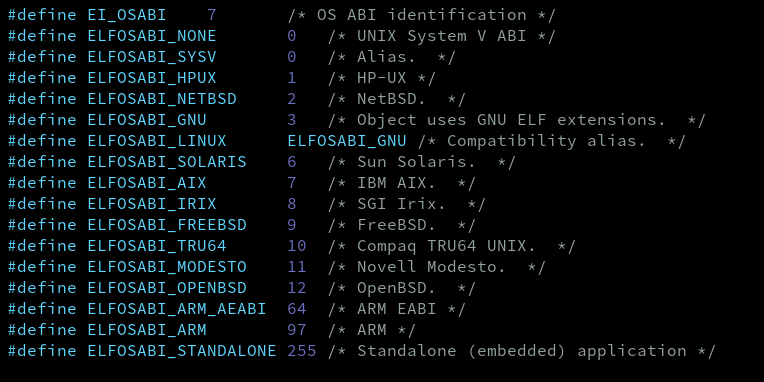 #define EI_OSABI    7       /* OS ABI identification */
#define ELFOSABI_NONE       0   /* UNIX System V ABI */
#define ELFOSABI_SYSV       0   /* Alias.  */
#define ELFOSABI_HPUX       1   /* HP-UX */
#define ELFOSABI_NETBSD     2   /* NetBSD.  */
#define ELFOSABI_GNU        3   /* Object uses GNU ELF extensions.  */
#define ELFOSABI_LINUX      ELFOSABI_GNU /* Compatibility alias.  */
#define ELFOSABI_SOLARIS    6   /* Sun Solaris.  */
#define ELFOSABI_AIX        7   /* IBM AIX.  */
#define ELFOSABI_IRIX       8   /* SGI Irix.  */
#define ELFOSABI_FREEBSD    9   /* FreeBSD.  */
#define ELFOSABI_TRU64      10  /* Compaq TRU64 UNIX.  */
#define ELFOSABI_MODESTO    11  /* Novell Modesto.  */
#define ELFOSABI_OPENBSD    12  /* OpenBSD.  */
#define ELFOSABI_ARM_AEABI  64  /* ARM EABI */
#define ELFOSABI_ARM        97  /* ARM */
#define ELFOSABI_STANDALONE 255 /* Standalone (embedded) application */